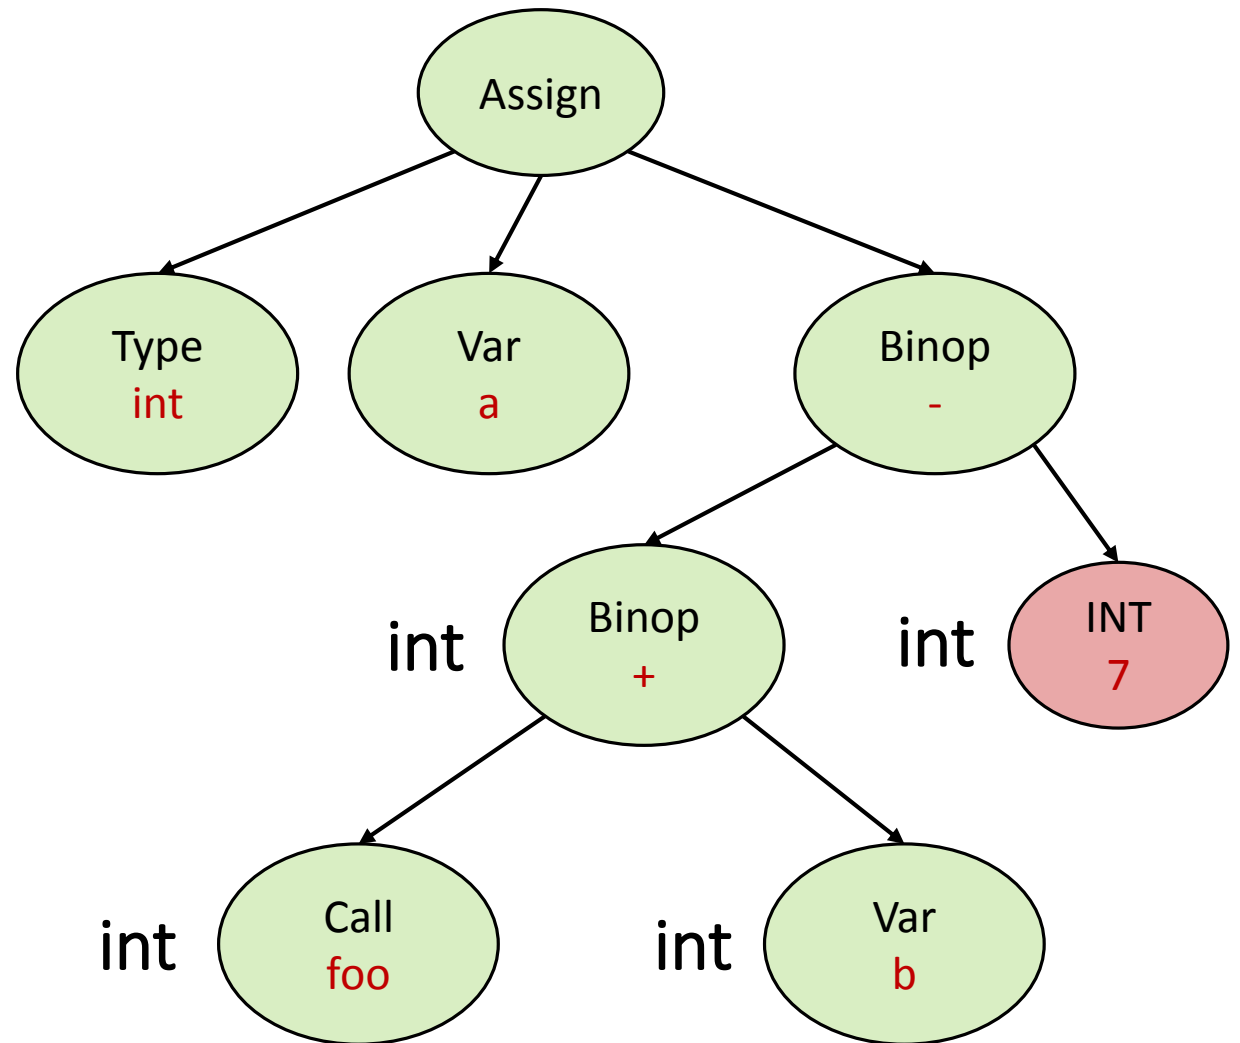 Assign
Type
int
Var
a
Binop
-
int
Binop
+
int
INT
7
int
Call
foo
int
Var
b